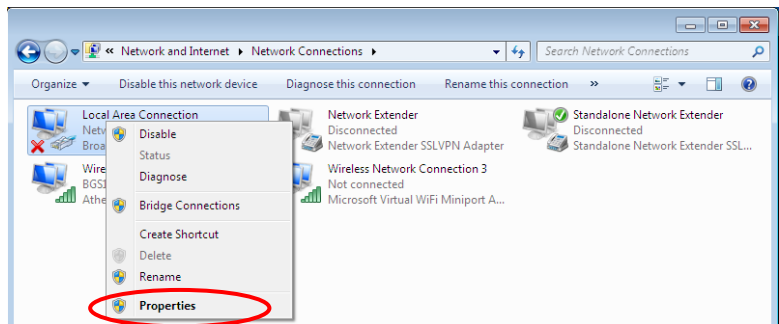 « Network and Internet ▸ Network Connections ▸
Search Network Connections
Organize ▾ Disable this network device Diagnose this connection Rename this connection »
Local Area Connection
Netw
Broa
Network Extender
Disconnected
Network Extender SSLVPN Adapter
Standalone Network Extender
Disconnected
Standalone Network Extender SSL...
Wire
BGS1
Athe
Wireless Network Connection 3
Not connected
Microsoft Virtual WiFi Miniport A...
Disable
Status
Diagnose
Bridge Connections
Create Shortcut
Delete
Rename
Properties